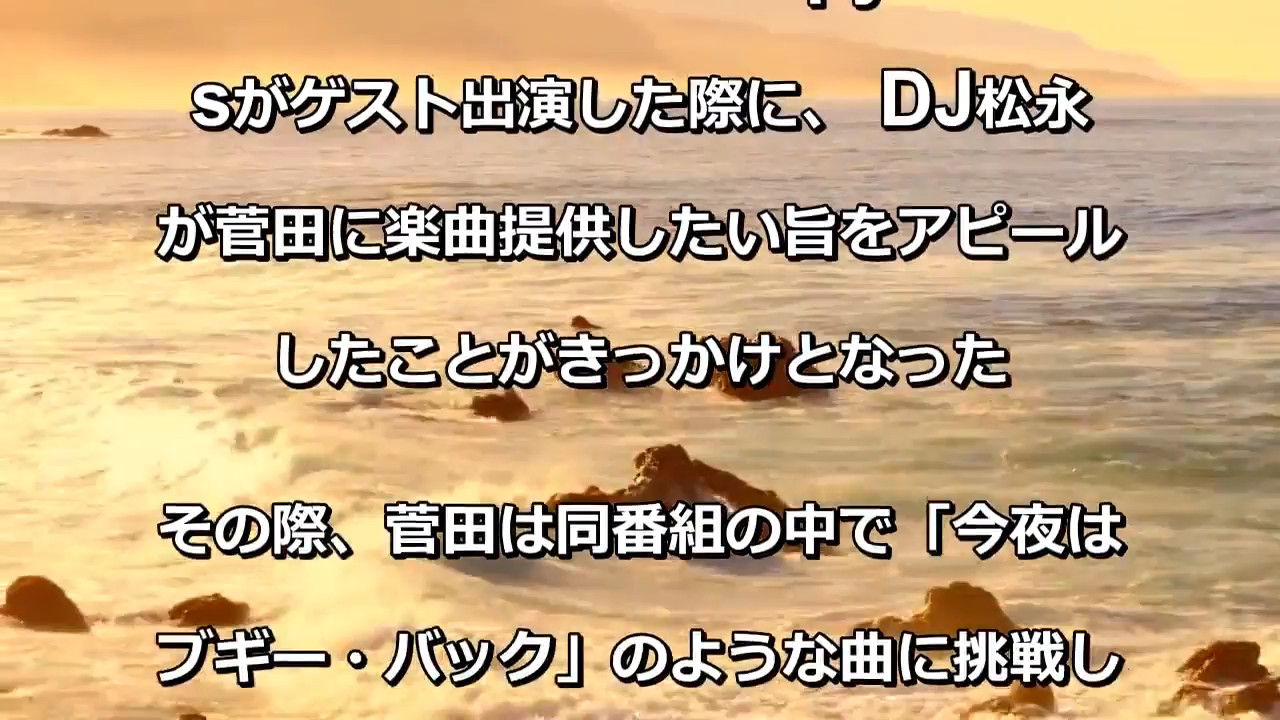 sがゲスト出演した際に、 DJ松永
が菅田に楽曲提供したい旨をアピール
したことがきっかけとなった
その際、菅田は同番組の中で「今夜は
ブギー・バック」のような曲に挑戦し